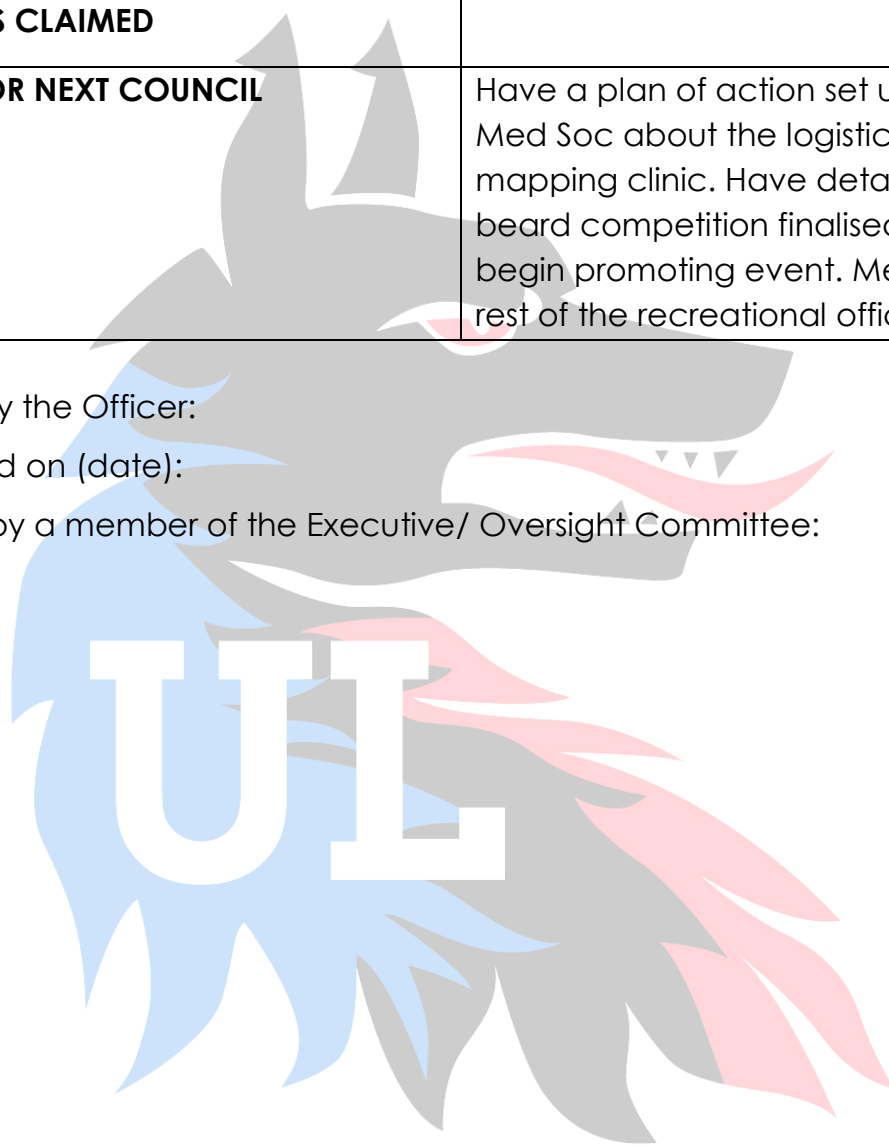 S CLAIMED
OR NEXT COUNCIL
Have a plan of action set u
Med Soc about the logistic
mapping clinic. Have deta
beard competition finalised
begin promoting event. Me
rest of the recreational offic
y the Officer:
d on (date):
by a member of the Executive/ Oversight Committee:
UL